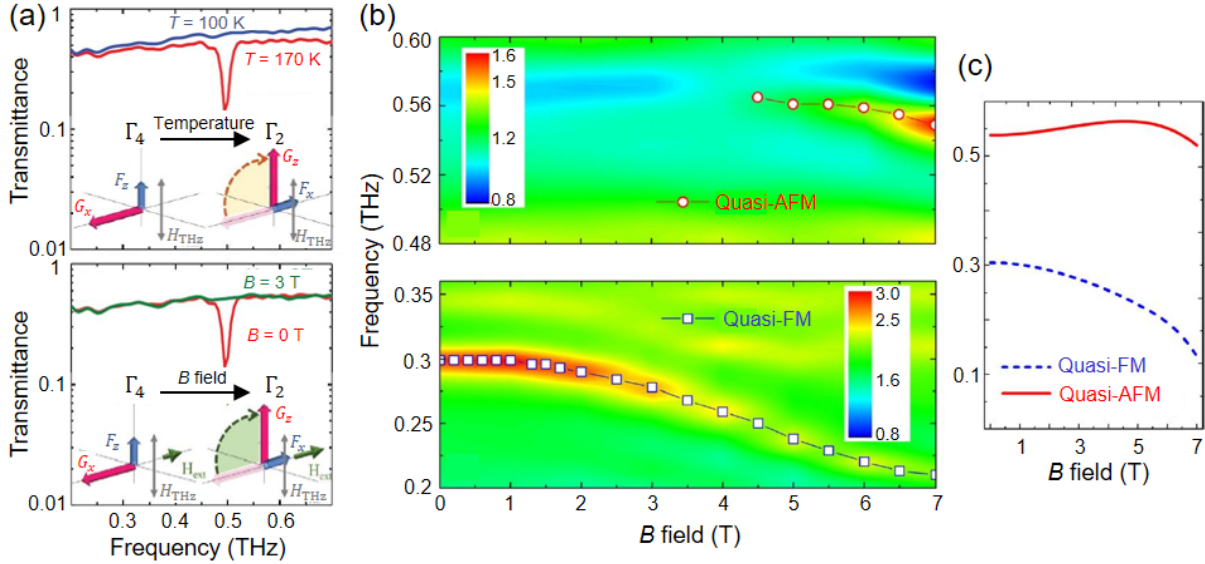 (a)
1
T = 100 K
T = 170 K
Transmittance
0.1
Γ4 Temperature Γ2
Gz
Fz
Fx
Gx
HTHz
HTHz
0.01
1
B = 3 T
B = 0 T
Transmittance
0.1
Γ4 B field Γ2
Gz
Fz
Fx
Hext
Hext
Gx
HTHz
HTHz
0.01
0.3 0.4 0.5 0.6
Frequency (THz)
(b)
0.60
1.6
1.5
0.56
1.2
0.52
0.8
Quasi-AFM
0.48
Frequency (THz)
0.35
3.0
Quasi-FM
2.5
0.3
1.6
0.25
0.8
0.2
0 1 2 3 4 5 6 7
B field (T)
(c)
0.5
0.3
Quasi-FM
0.1
Quasi-AFM
1 3 5 7
B field (T)